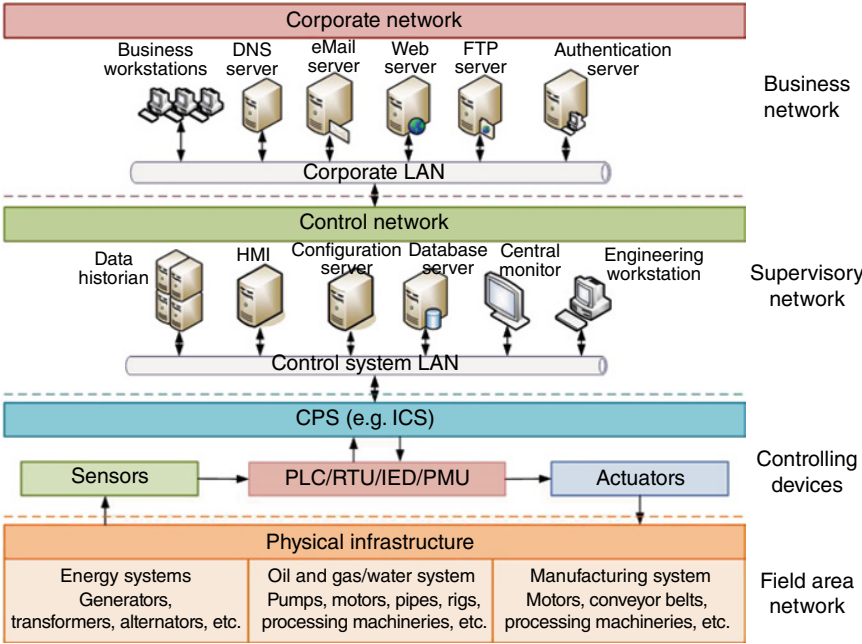 Corporate network
Business
workstations
DNS
server
eMail
server
Web
server
FTP
server
Authentication
server
Business
network
Corporate LAN
Control network
Data
historian
HMI
Configuration
server
Database
server
Central
monitor
Engineering
workstation
Supervisory
network
Control system LAN
CPS (e.g. ICS)
Sensors
PLC/RTU/IED/PMU
Actuators
Controlling
devices
Physical infrastructure
Energy systems
Generators,
transformers, alternators, etc.
Oil and gas/water system
Pumps, motors, pipes, rigs,
processing machineries, etc.
Manufacturing system
Motors, conveyor belts,
processing machineries, etc.
Field area
network